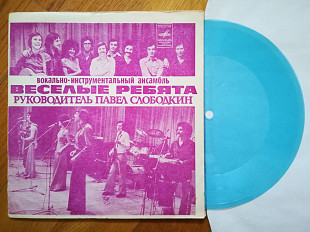 вокально-инструментальный ансамбль
ВЕСЕЛЫЕ РЕБЯТА
РУКОВОДИТЕЛЬ ПАВЕЛ СЛОБОДКИН